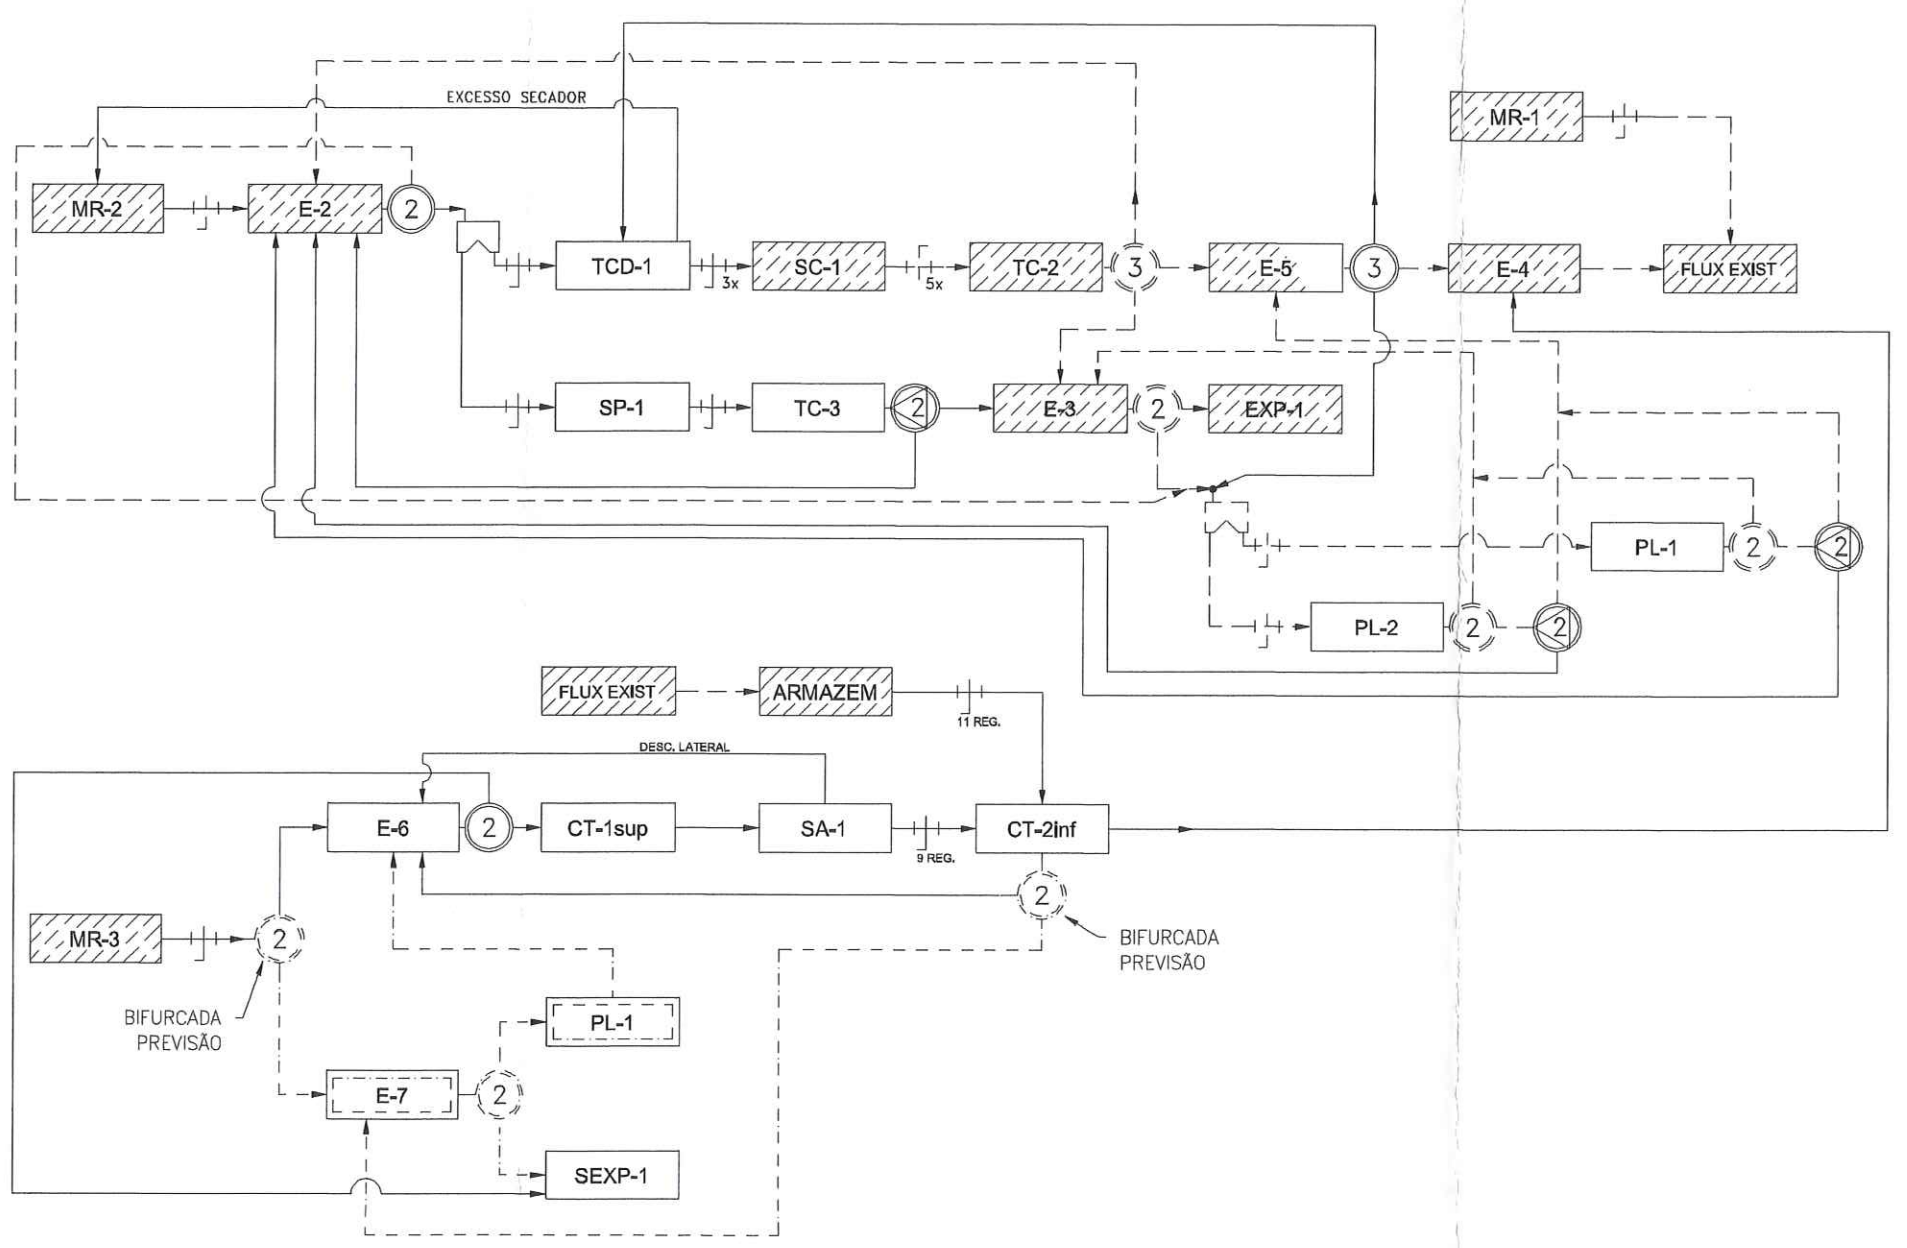 EXCESSO SECADOR
MR-1
MR-2
E-2
2
TCD-1
3x
SC-1
5x
TC-2
3
E-5
3
E-4
FLUX EXIST
SP-1
TC-3
2
E-3
2
EXP-1
PL-1
2
2
PL-2
2
2
FLUX EXIST
ARMAZEM
11 REG.
DESC. LATERAL
E-6
2
CT-1sup
SA-1
9 REG.
CT-2inf
2
BIFURCADA
PREVISÃO
MR-3
2
BIFURCADA
PREVISÃO
PL-1
E-7
2
SEXP-1